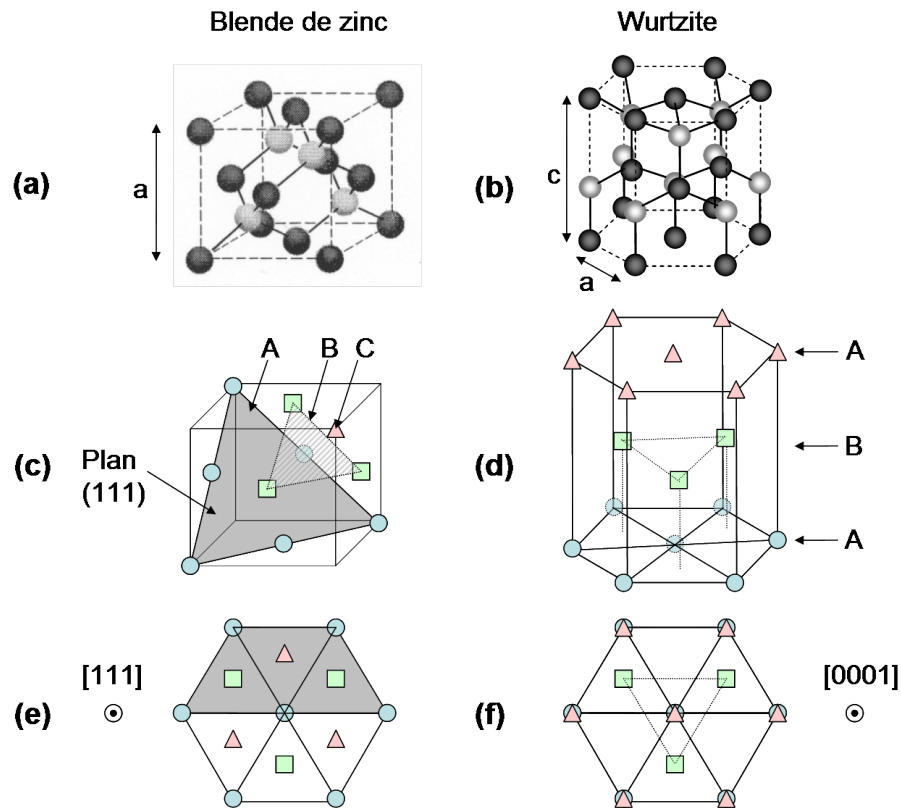 Blende de zinc
Wurtzite
(a)
a
(b)
c
a
A B C
(c)
Plan
(111)
(d)
A
B
A
[111]
(e)
(f)
[0001]